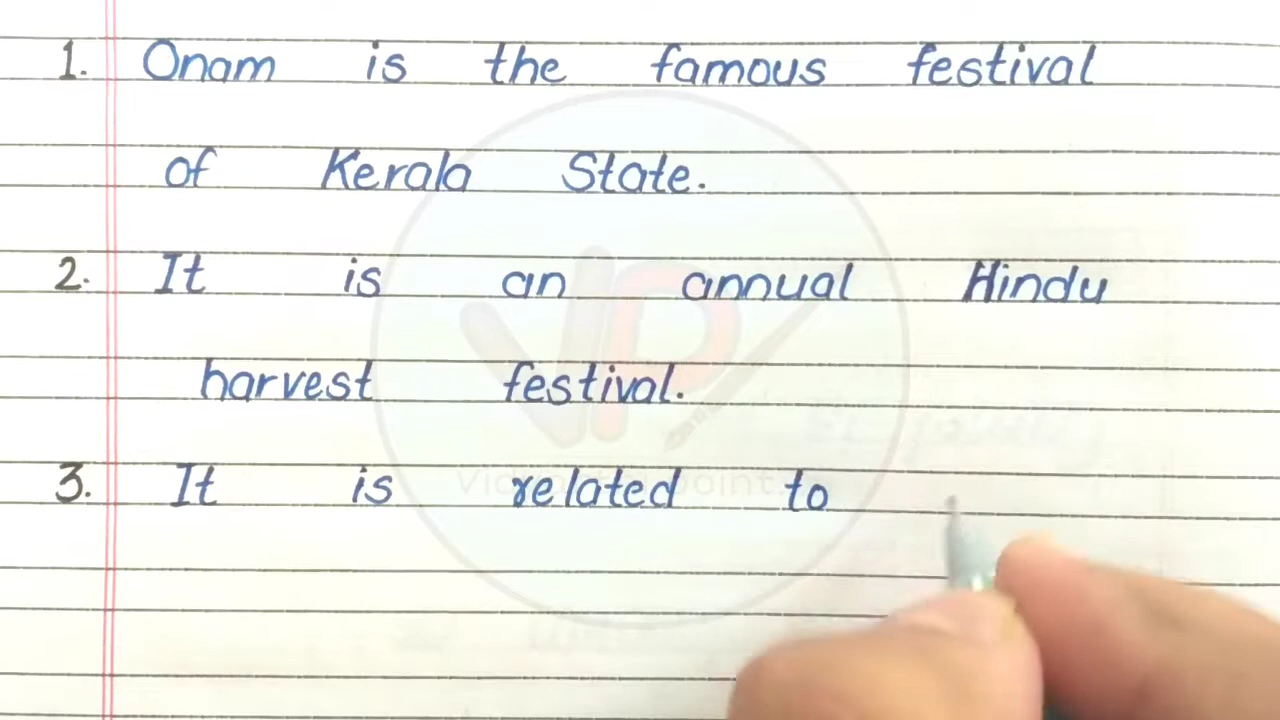 1. Onam is the famous festival
of Kerala State.
2. It is an annual Hindu
harvest festival.
3. It is related to